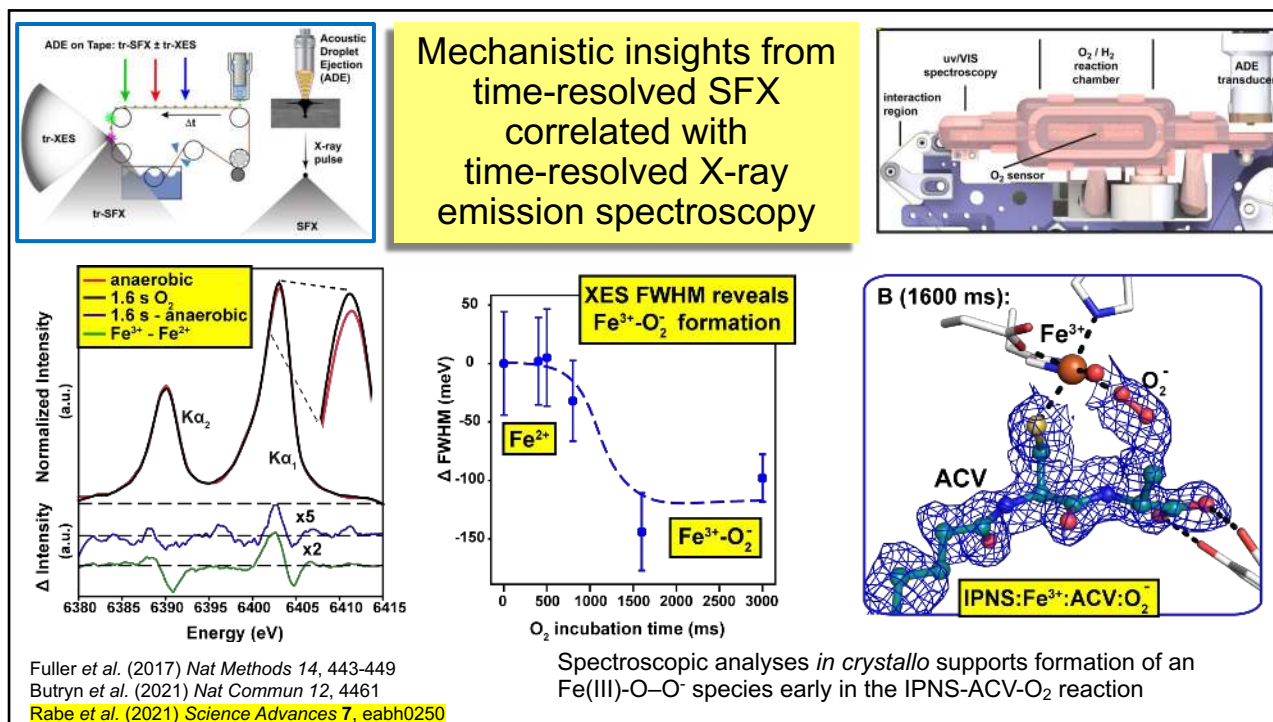 ADE on Tape: tr-SFX ± tr-XES
Acoustic
Droplet
Ejection
(ADE)
Δt
tr-XES
X-ray
pulse
tr-SFX
SFX
Mechanistic insights from
time-resolved SFX
correlated with
time-resolved X-ray
emission spectroscopy
uv/VIS
spectroscopy
O₂ / H₂
reaction
chamber
ADE
transducer
interaction
region
O₂ sensor
anaerobic
1.6 s O₂
1.6 s - anaerobic
Fe³⁺ - Fe²⁺
Normalized Intensity
(a.u.)
Kα₂
Kα₁
Δ Intensity
(a.u.)
x5
x2
6380 6385 6390 6395 6400 6405 6410 6415
Energy (eV)
XES FWHM reveals
Fe³⁺-O₂⁻ formation
Δ FWHM (meV)
50
0
-50
-100
-150
Fe²⁺
Fe³⁺-O₂⁻
0 500 1000 1500 2000 2500 3000
O₂ incubation time (ms)
B (1600 ms):
Fe³⁺
O₂⁻
ACV
IPNS:Fe³⁺:ACV:O₂⁻
Fuller et al. (2017) Nat Methods 14, 443-449
Butryn et al. (2021) Nat Commun 12, 4461
Rabe et al. (2021) Science Advances 7, eabh0250
Spectroscopic analyses in crystallo supports formation of an
Fe(III)-O–O⁻ species early in the IPNS-ACV-O₂ reaction